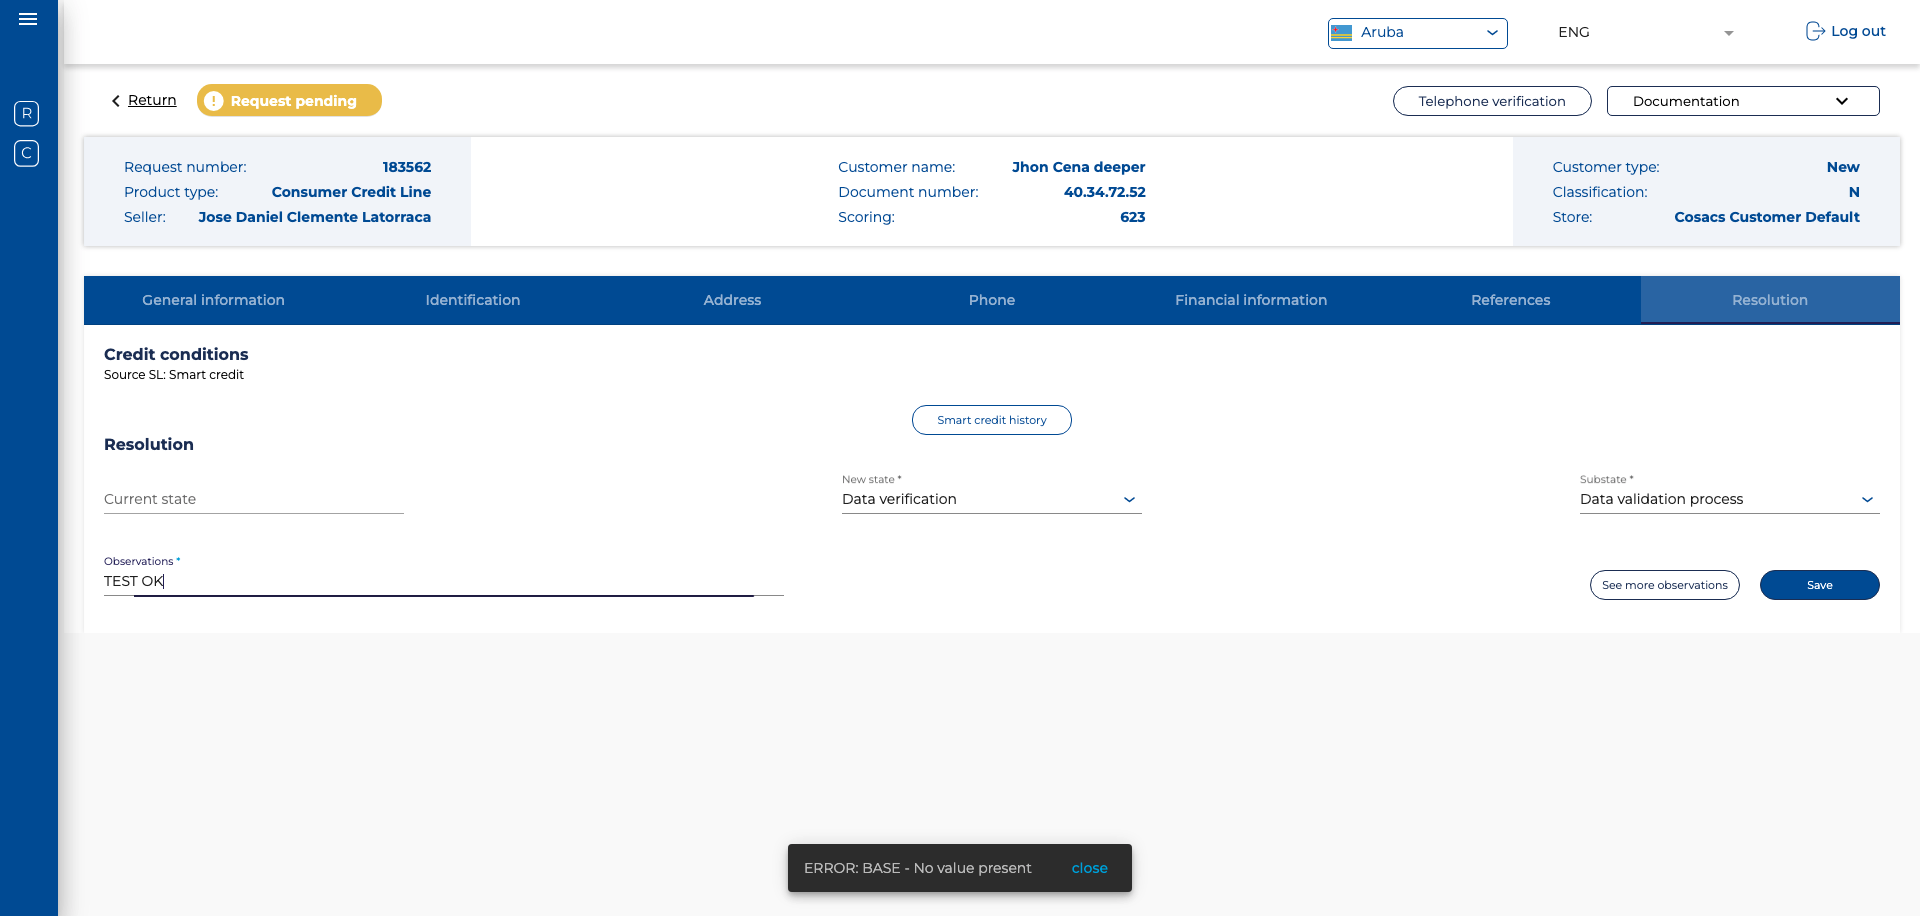 Aruba
ENG
Log out
R
C
Return
Request pending
Telephone verification
Documentation
Request number: 183562
Product type: Consumer Credit Line
Seller: Jose Daniel Clemente Latorraca
Customer name: Jhon Cena deeper
Document number: 40.34.72.52
Scoring: 623
Customer type: New
Classification: N
Store: Cosacs Customer Default
General information
Identification
Address
Phone
Financial information
References
Resolution
Credit conditions
Source SL: Smart credit
Smart credit history
Resolution
Current state
New state *
Data verification
Substate *
Data validation process
Observations *
TEST OK
See more observations
Save
ERROR: BASE - No value present
close